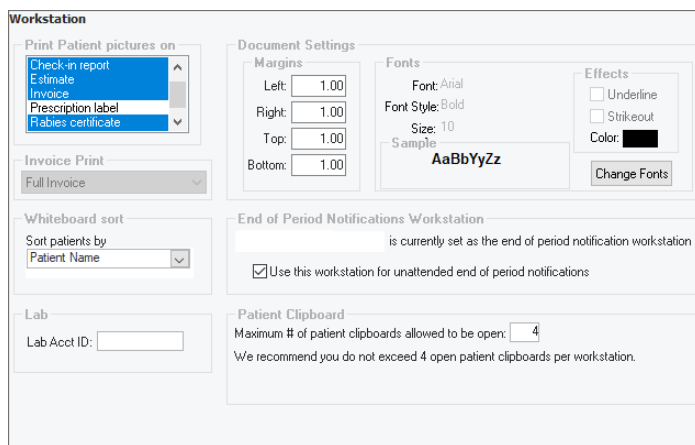 Workstation
Print Patient pictures on
Check-in report
Estimate
Invoice
Prescription label
Rabies certificate
Invoice Print
Full Invoice
Whiteboard sort
Sort patients by
Patient Name
Lab
Lab Acct ID:
Document Settings
Margins
Left: 1.00
Right: 1.00
Top: 1.00
Bottom: 1.00
Fonts
Font: Arial
Font Style: Bold
Size: 10
Sample
AaBbYyZz
Effects
Underline
Strikeout
Color:
Change Fonts
End of Period Notifications Workstation
is currently set as the end of period notification workstation
Use this workstation for unattended end of period notifications
Patient Clipboard
Maximum # of patient clipboards allowed to be open: 4
We recommend you do not exceed 4 open patient clipboards per workstation.